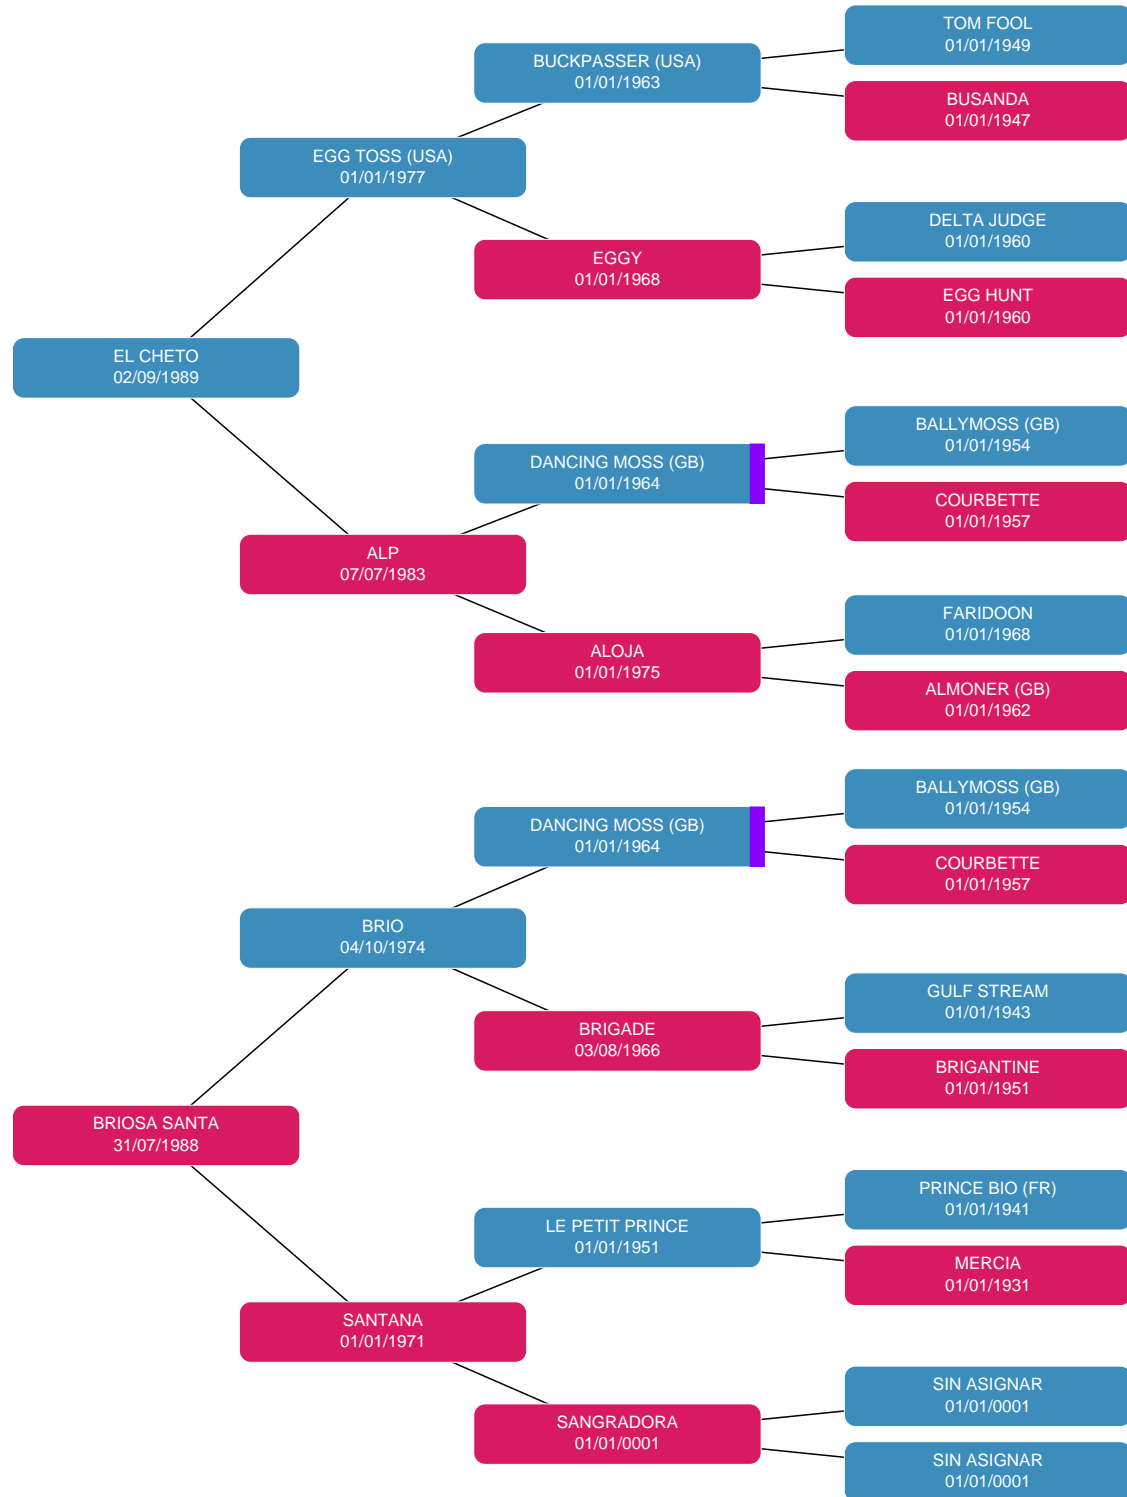 TOM FOOL
01/01/1949
BUCKPASSER (USA)
01/01/1963
BUSANDA
01/01/1947
EGG TOSS (USA)
01/01/1977
DELTA JUDGE
01/01/1960
EGGY
01/01/1968
EGG HUNT
01/01/1960
EL CHETO
02/09/1989
BALLYMOSS (GB)
01/01/1954
DANCING MOSS (GB)
01/01/1964
COURBETTE
01/01/1957
ALP
07/07/1983
FARIDOON
01/01/1968
ALOJA
01/01/1975
ALMONER (GB)
01/01/1962
BALLYMOSS (GB)
01/01/1954
DANCING MOSS (GB)
01/01/1964
COURBETTE
01/01/1957
BRIO
04/10/1974
GULF STREAM
01/01/1943
BRIGADE
03/08/1966
BRIGANTINE
01/01/1951
BRIOSA SANTA
31/07/1988
PRINCE BIO (FR)
01/01/1941
LE PETIT PRINCE
01/01/1951
MERCIA
01/01/1931
SANTANA
01/01/1971
SIN ASIGNAR
01/01/0001
SANGRADORA
01/01/0001
SIN ASIGNAR
01/01/0001